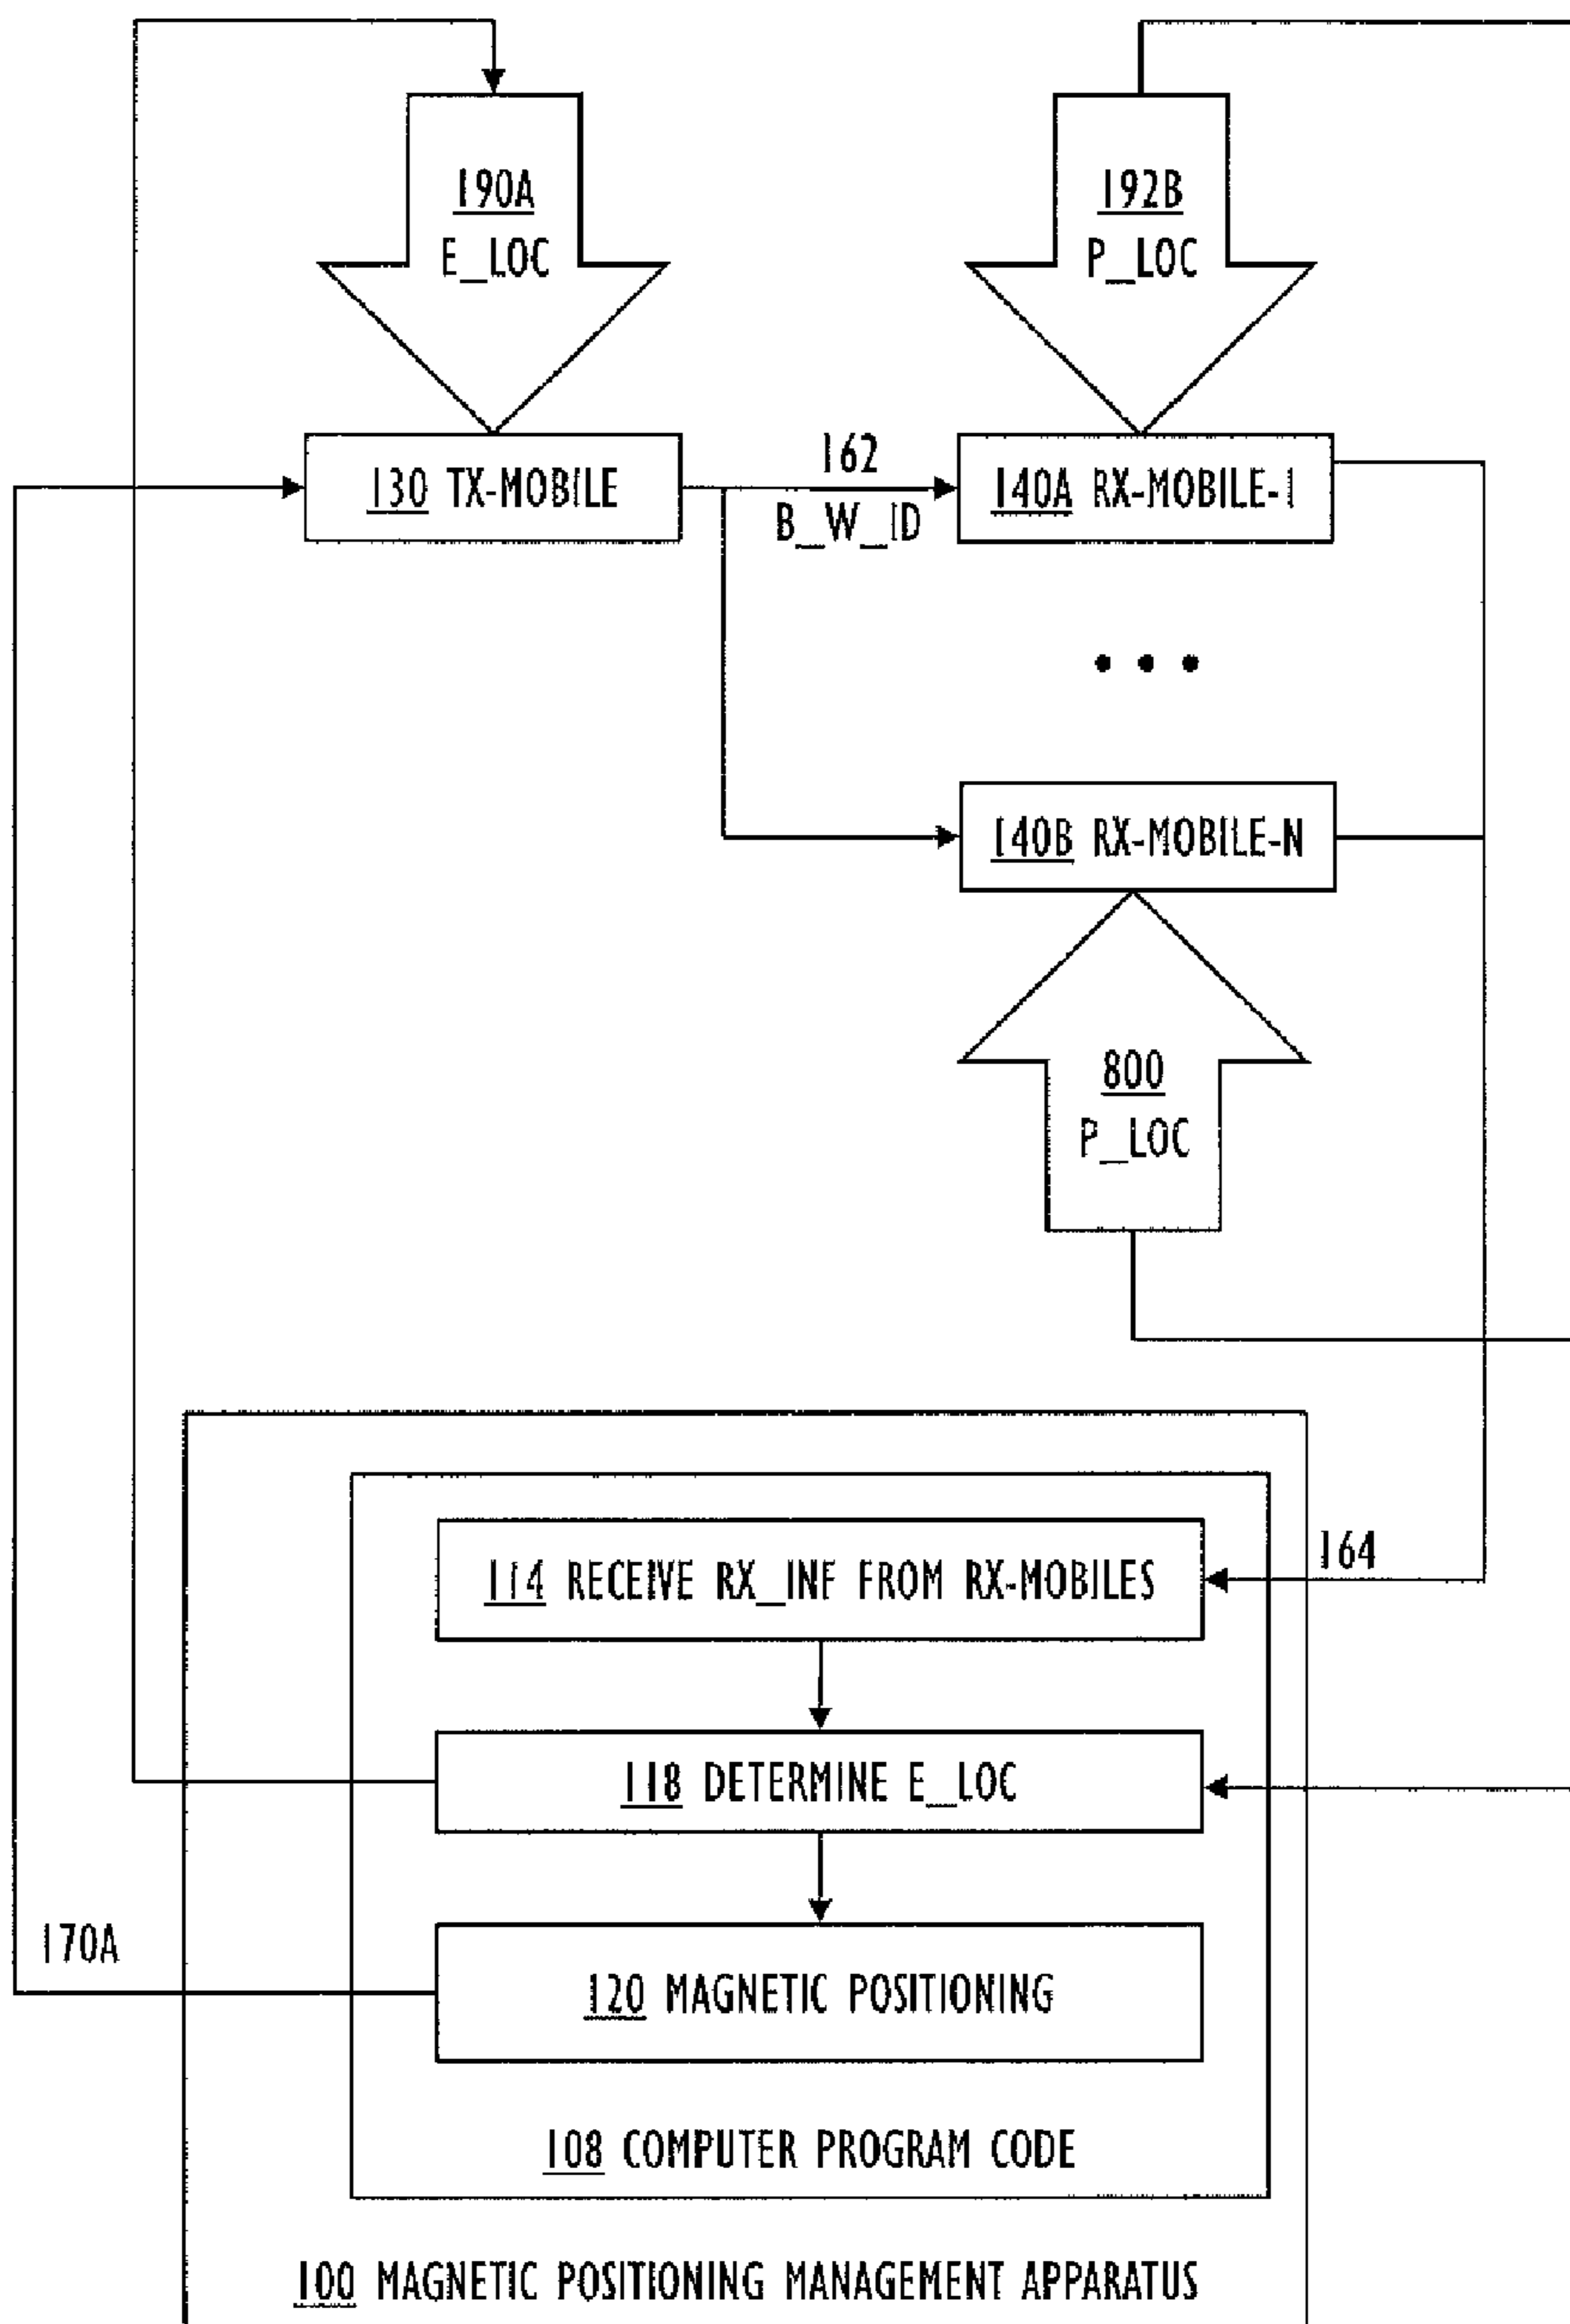 190A
E_LOC
192B
P_LOC
130 TX-MOBILE
162
B_W_ID
140A RX-MOBILE-1
140B RX-MOBILE-N
800
P_LOC
114 RECEIVE RX_INF FROM RX-MOBILES
164
118 DETERMINE E_LOC
170A
120 MAGNETIC POSITIONING
108 COMPUTER PROGRAM CODE
100 MAGNETIC POSITIONING MANAGEMENT APPARATUS